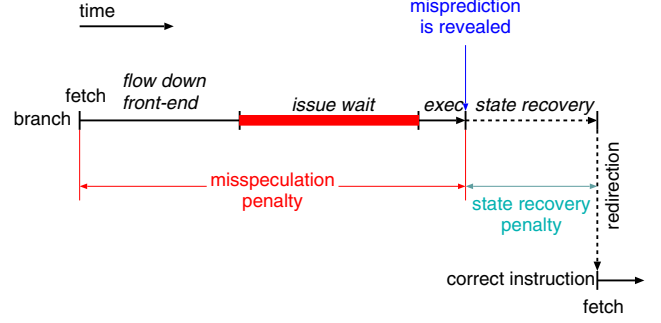 time
misprediction
is revealed
flow down
front-end
fetch
branch
issue wait
exec
state recovery
misspeculation
penalty
state recovery
penalty
redirection
correct instruction
fetch